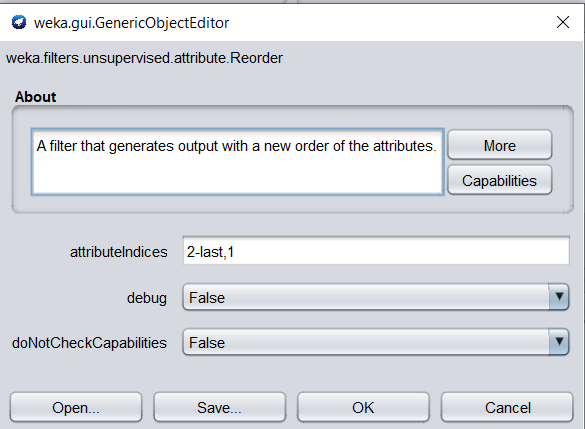 weka.gui.GenericObjectEditor
weka.filters.unsupervised.attribute.Reorder
About
A filter that generates output with a new order of the attributes.
More
Capabilities
attributeIndices 2-last,1
debug False
doNotCheckCapabilities False
Open... Save... OK Cancel